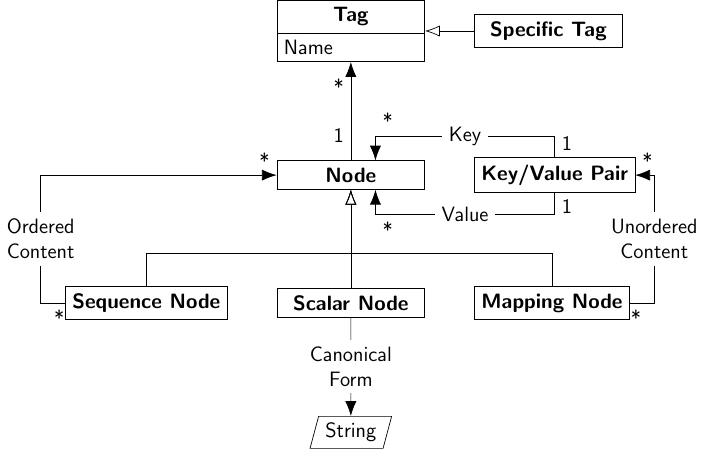 Tag
Name
Specific Tag
*
1
*
Key
1
*
Node
Key/Value Pair
*
Value
*
1
Ordered
Content
Unordered
Content
Sequence Node
*
Scalar Node
Mapping Node
*
Canonical
Form
String